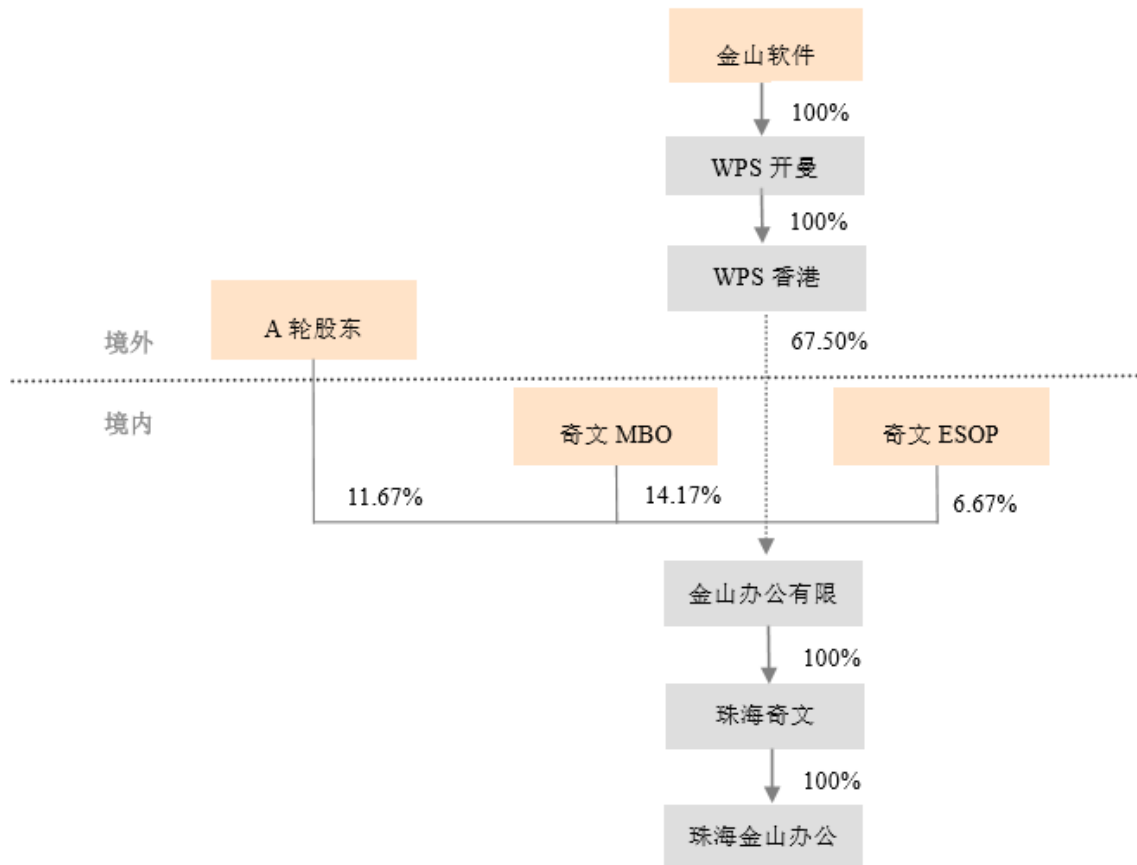 金山软件
100%
WPS 开曼
100%
WPS 香港
A 轮股东
境外
67.50%
境内
奇文 MBO
奇文 ESOP
11.67%
14.17%
6.67%
金山办公有限
100%
珠海奇文
100%
珠海金山办公